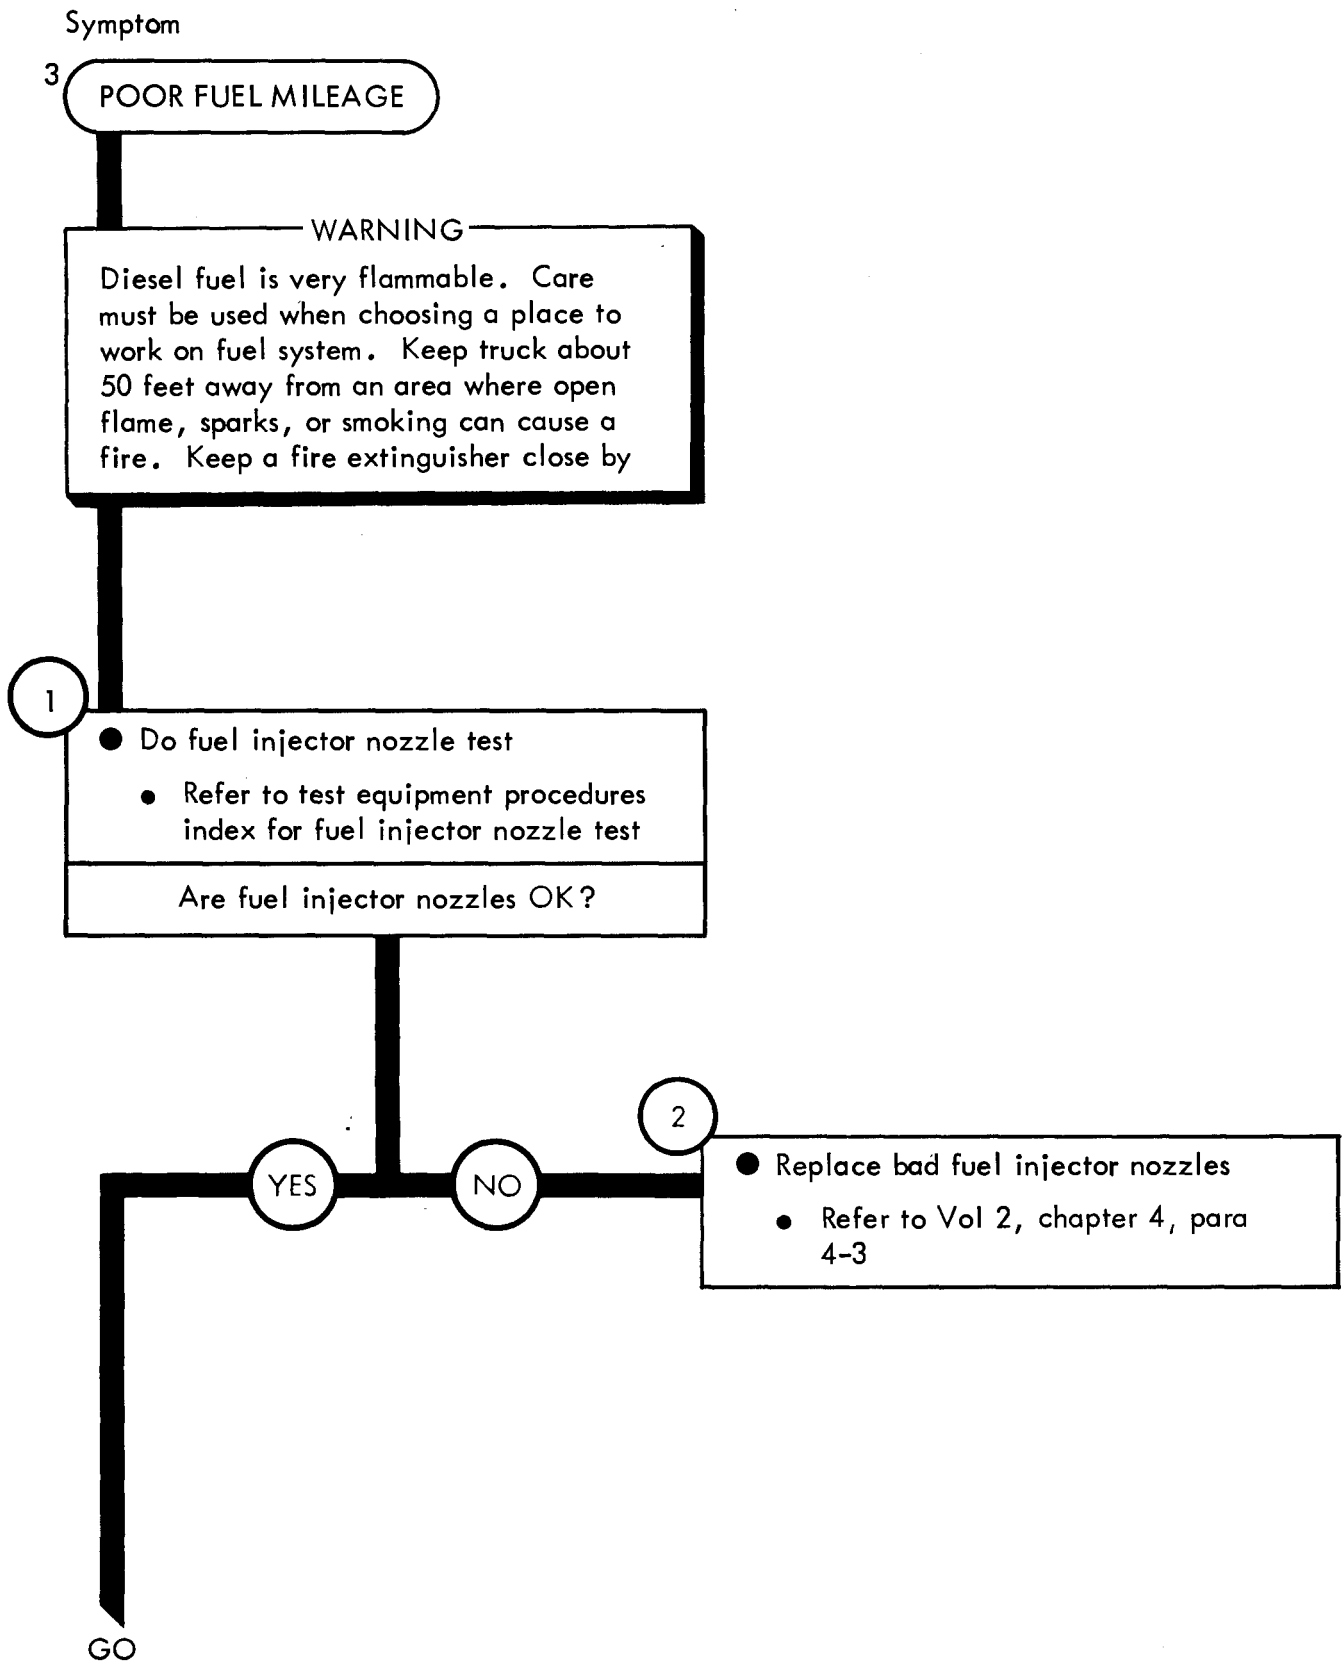 Symptom
3
POOR FUEL MILEAGE
WARNING
Diesel fuel is very flammable. Care
must be used when choosing a place to
work on fuel system. Keep truck about
50 feet away from an area where open
flame, sparks, or smoking can cause a
fire. Keep a fire extinguisher close by
1
● Do fuel injector nozzle test
● Refer to test equipment procedures
index for fuel injector nozzle test
Are fuel injector nozzles OK?
YES
NO
2
● Replace bad fuel injector nozzles
● Refer to Vol 2, chapter 4, para
4-3
GO